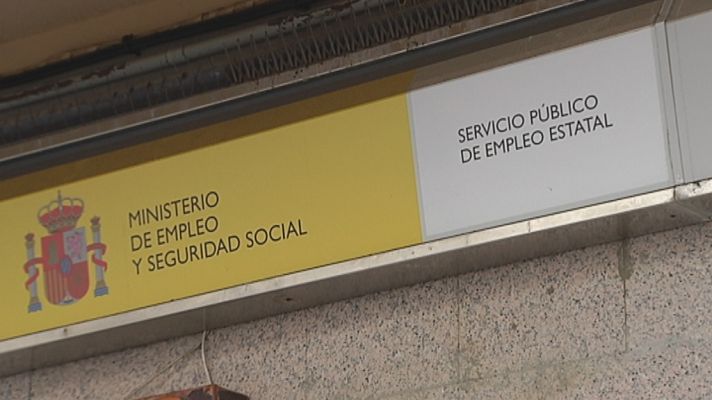 MINISTERIO
DE EMPLEO
Y SEGURIDAD SOCIAL
SERVICIO PÚBLICO
DE EMPLEO ESTATAL